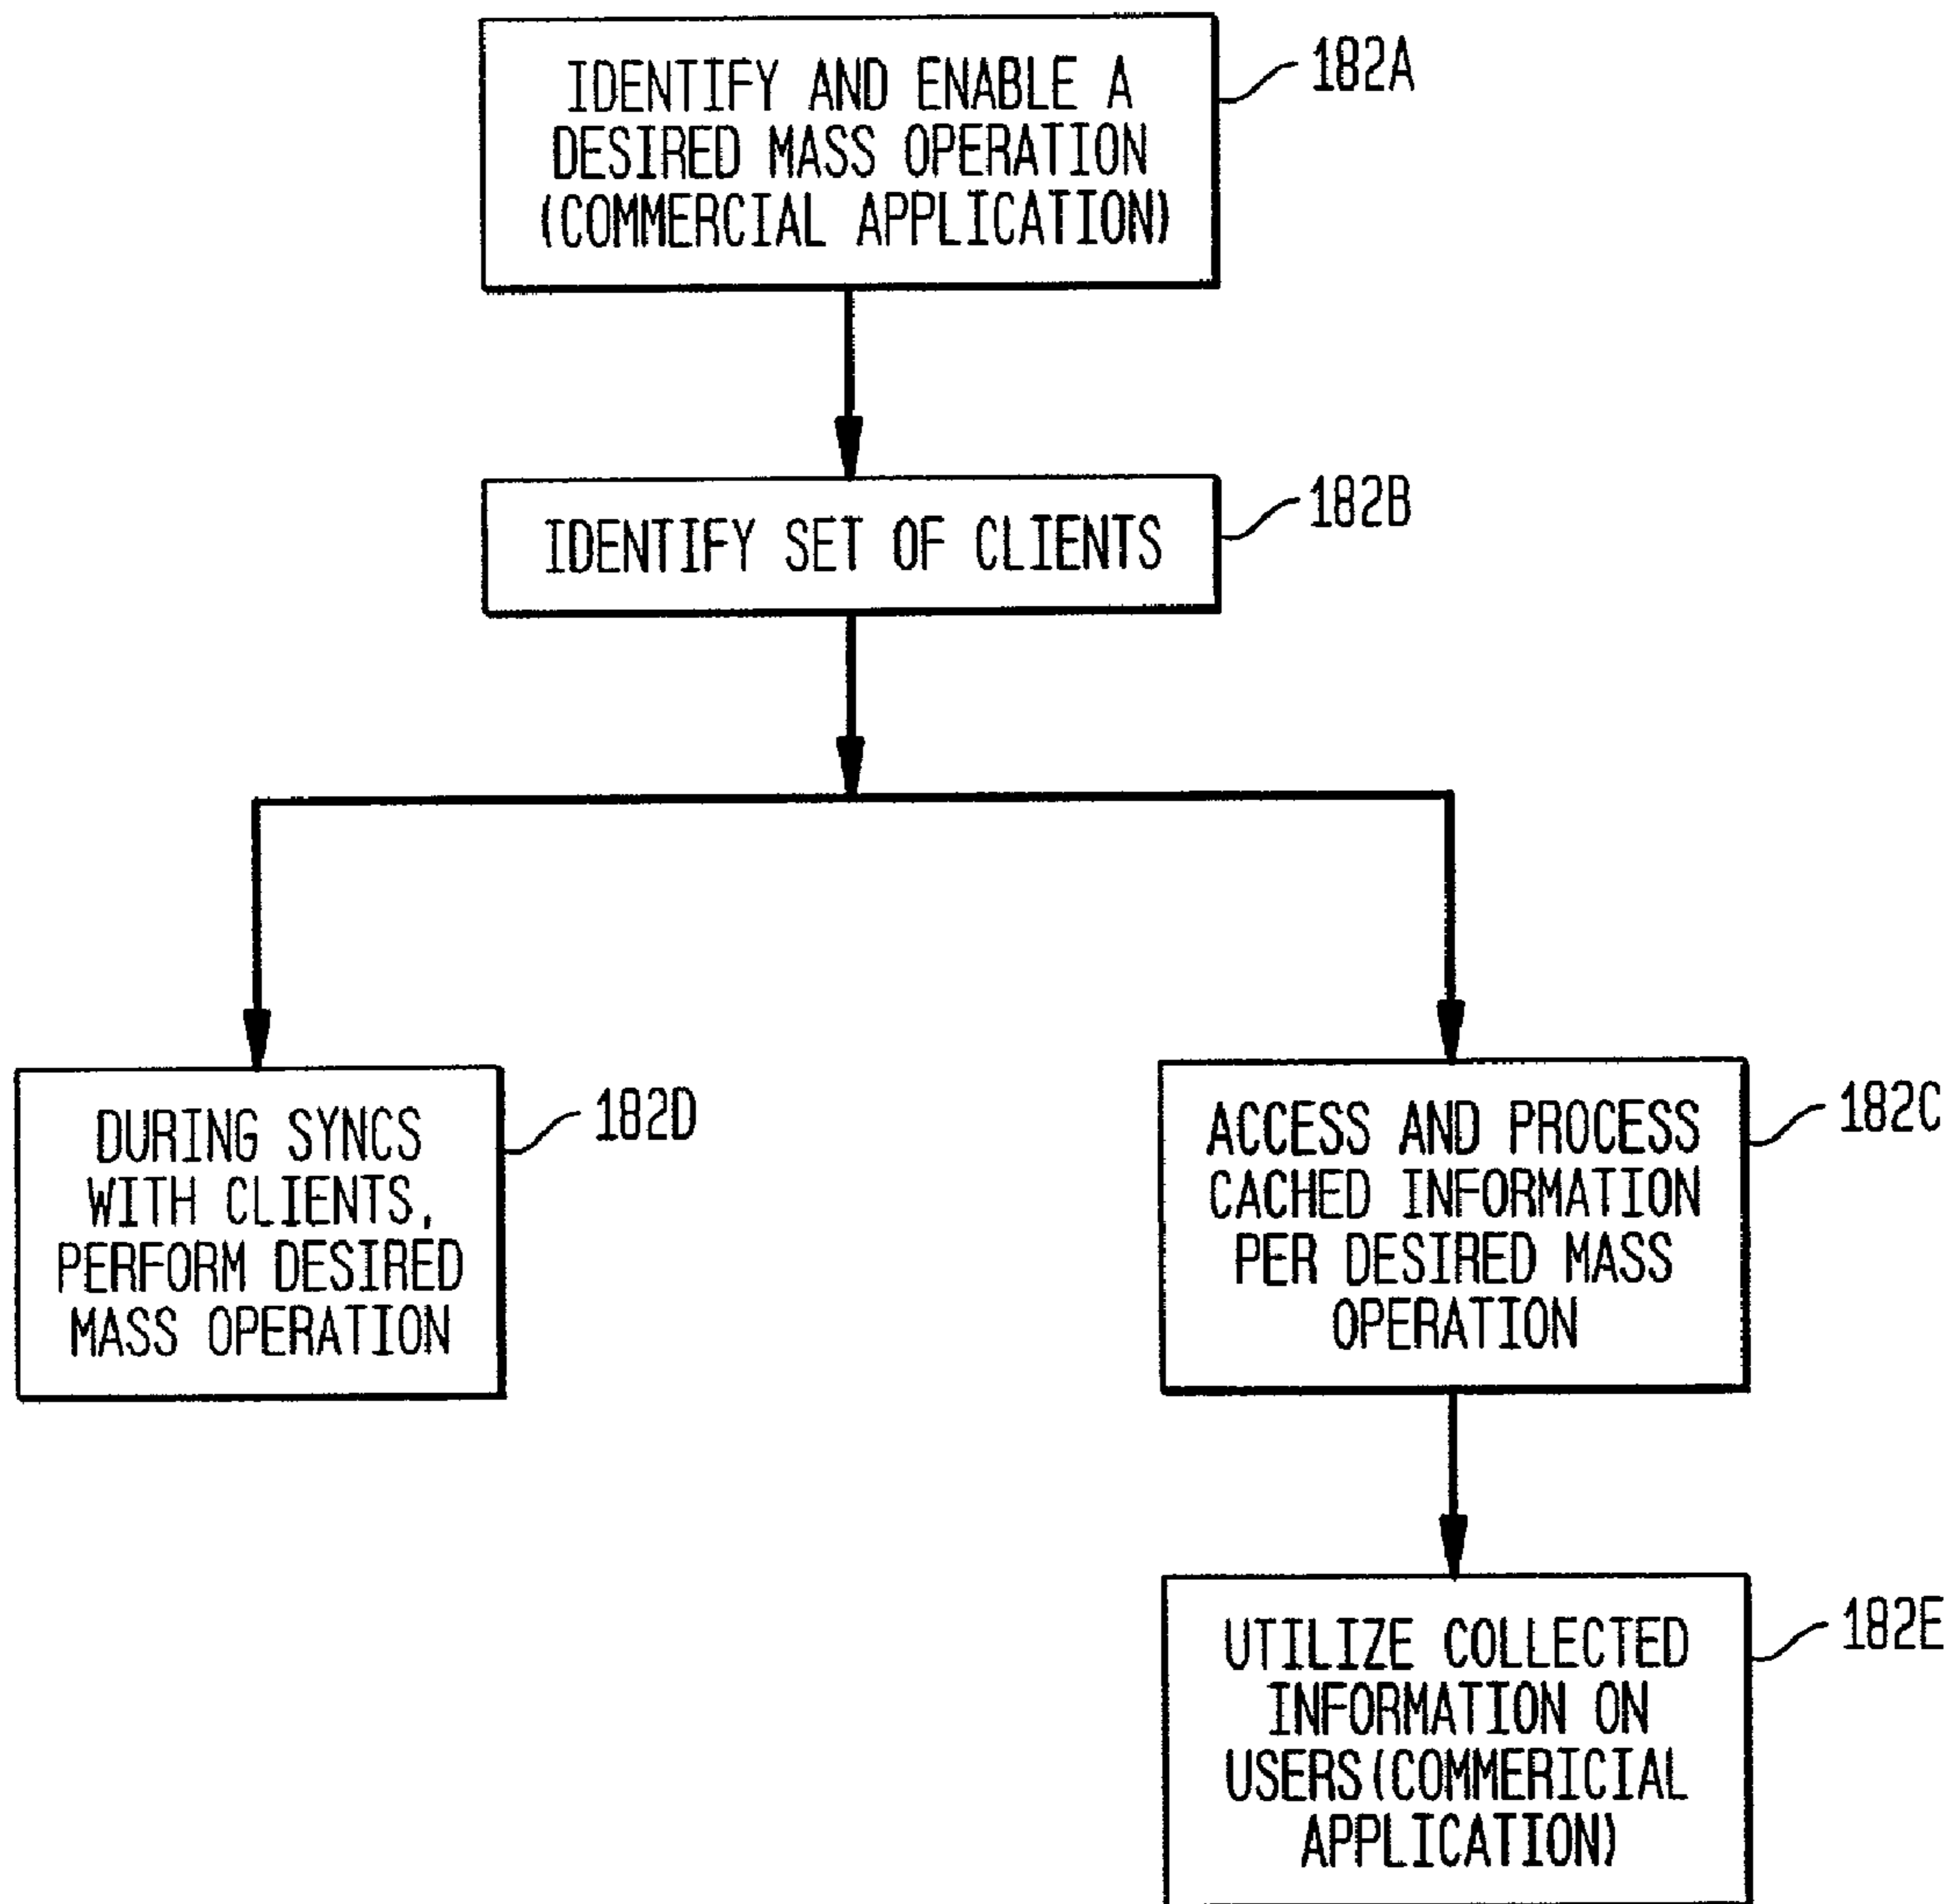 IDENTIFY AND ENABLE A
DESIRED MASS OPERATION
(COMMERCIAL APPLICATION)
182A
IDENTIFY SET OF CLIENTS
182B
DURING SYNCS
WITH CLIENTS,
PERFORM DESIRED
MASS OPERATION
182D
ACCESS AND PROCESS
CACHED INFORMATION
PER DESIRED MASS
OPERATION
182C
UTILIZE COLLECTED
INFORMATION ON
USERS(COMMERICIAL
APPLICATION)
182E